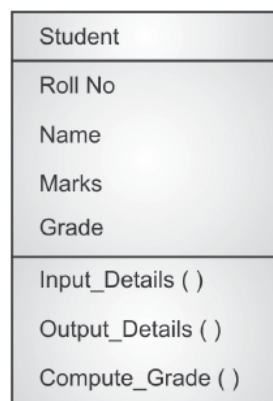 Student
Roll No
Name
Marks
Grade
Input_Details ( )
Output_Details ( )
Compute_Grade ( )